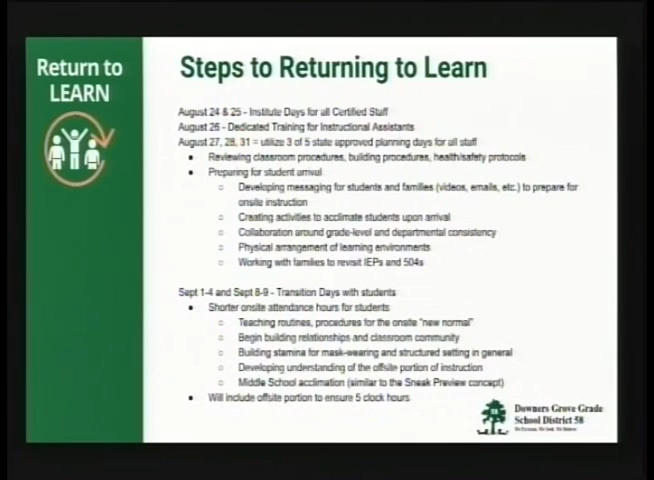 Return to
LEARN
Steps to Returning to Learn
August 24 & 25 - Institute Days for all Certified Staff
August 26 - Dedicated Training for Instructional Assistants
August 27, 28, 31 = utilize 3 of 5 state approved planning days for all staff
• Reviewing classroom procedures, building procedures, health/safety protocols
• Preparing for student arrival
○ Developing messaging for students and families (videos, emails, etc.) to prepare for
onsite instruction
○ Creating activities to acclimate students upon arrival
○ Collaboration around grade-level and departmental consistency
○ Physical arrangement of learning environments
○ Working with families to revisit IEPs and 504s
Sept 1-4 and Sept 8-9 - Transition Days with students
• Shorter onsite attendance hours for students
○ Teaching routines, procedures for the onsite "new normal"
○ Begin building relationships and classroom community
○ Building stamina for mask-wearing and structured setting in general
○ Developing understanding of the offsite portion of instruction
○ Middle School acclimation (similar to the Sneak Preview concept)
• Will include offsite portion to ensure 5 clock hours
Downers Grove Grade
School District 58